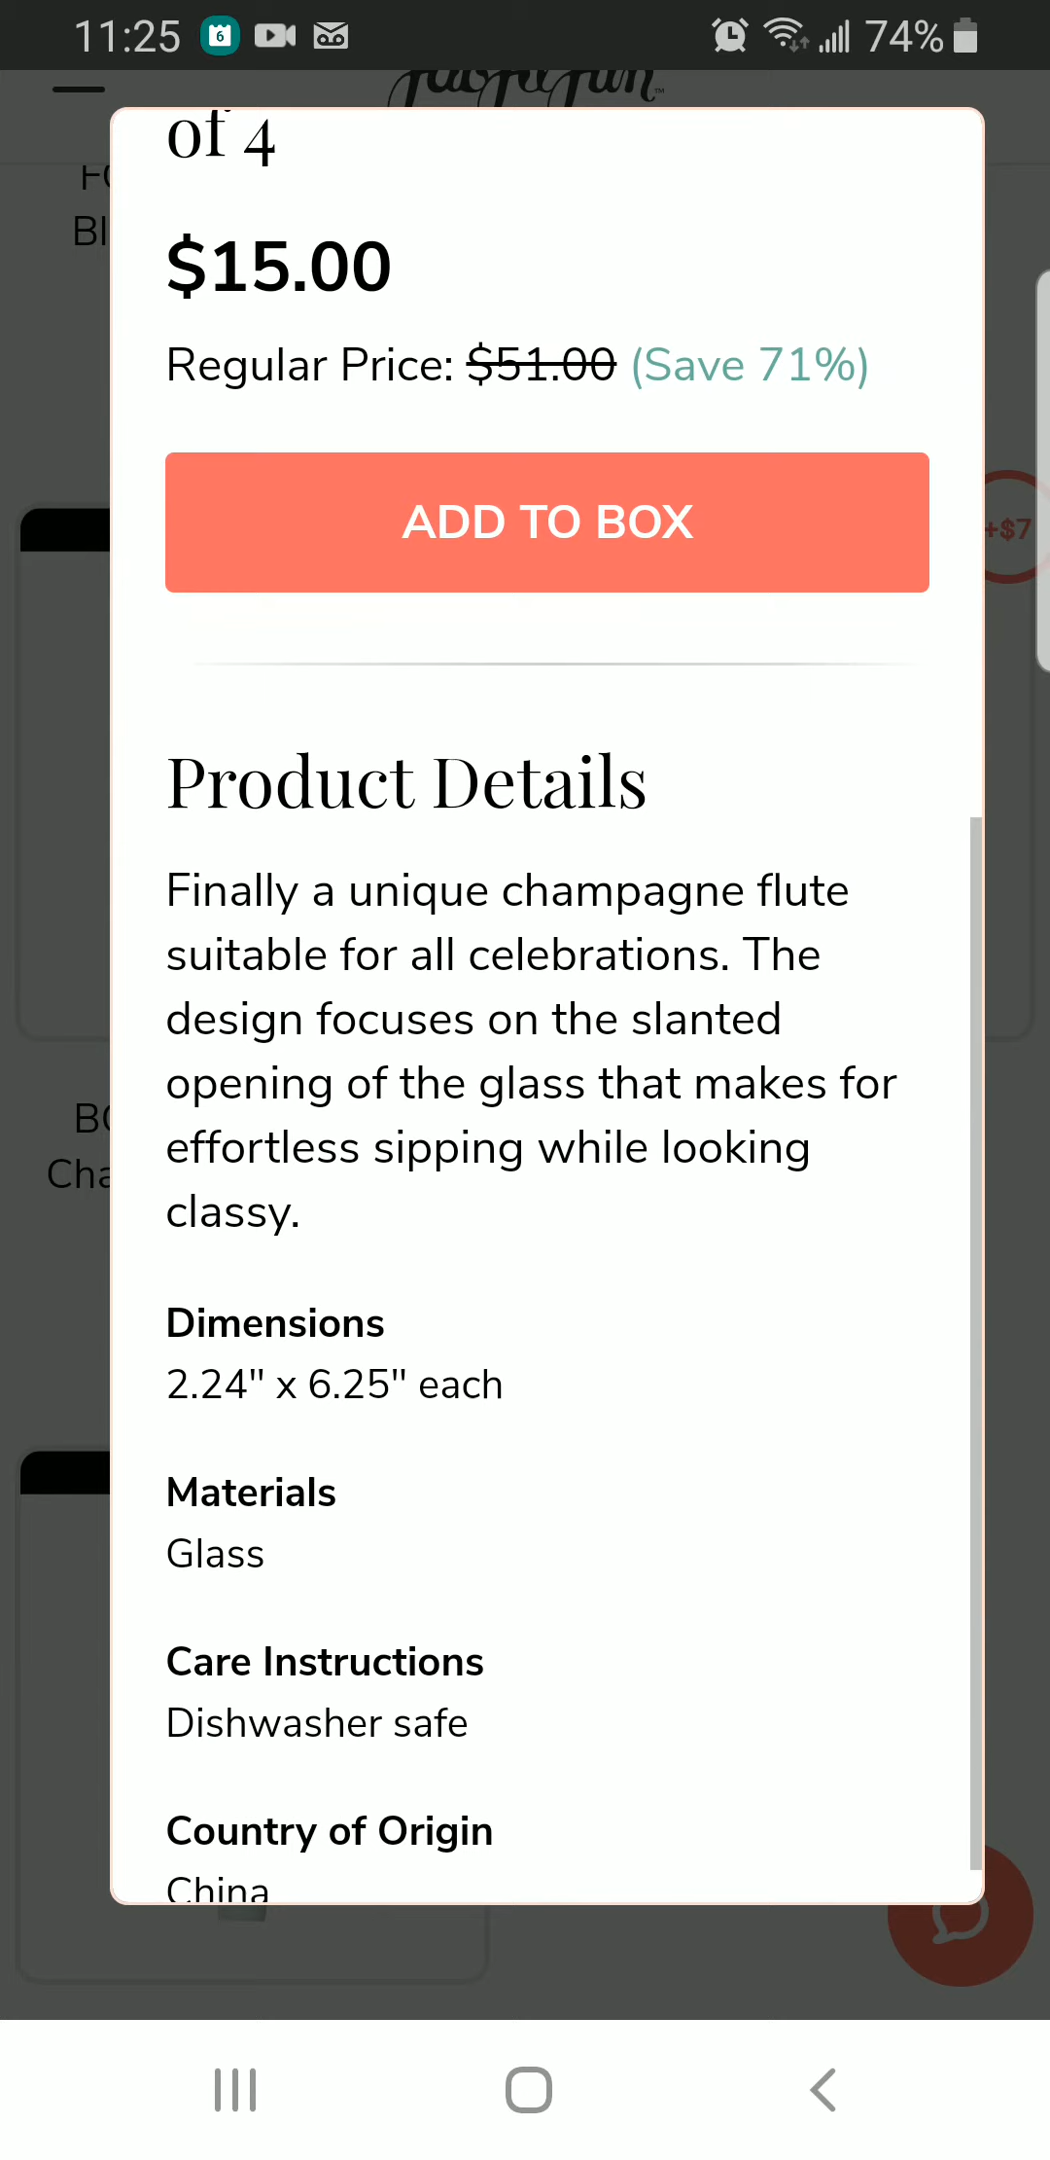 11:25 6 74%
fabfitfun™
of 4
$15.00
Regular Price: $51.00 (Save 71%)
ADD TO BOX
+$7
Product Details
Finally a unique champagne flute
suitable for all celebrations. The
design focuses on the slanted
opening of the glass that makes for
effortless sipping while looking
classy.
Dimensions
2.24" x 6.25" each
Materials
Glass
Care Instructions
Dishwasher safe
Country of Origin
China